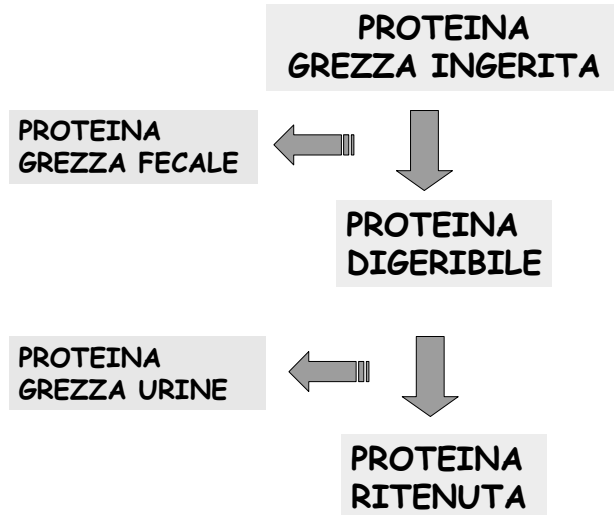 PROTEINA
GREZZA INGERITA
PROTEINA
GREZZA FECALE
PROTEINA
DIGERIBILE
PROTEINA
GREZZA URINE
PROTEINA
RITENUTA